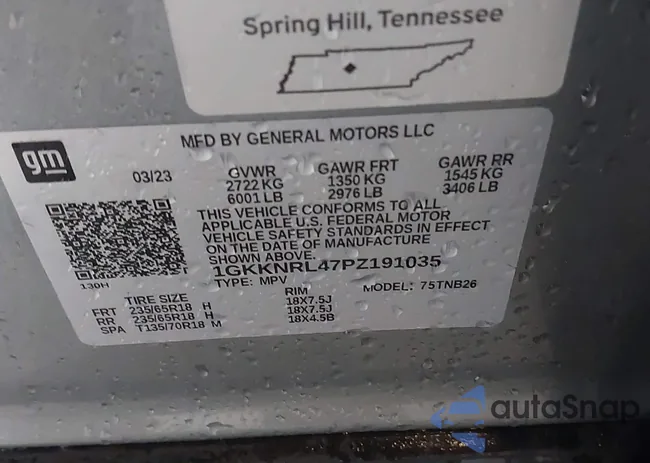 Spring Hill, Tennessee
gm
MFD BY GENERAL MOTORS LLC
03/23 GVWR GAWR FRT GAWR RR
2722 KG 1350 KG 1545 KG
6001 LB 2976 LB 3406 LB
THIS VEHICLE CONFORMS TO ALL
APPLICABLE U.S. FEDERAL MOTOR
VEHICLE SAFETY STANDARDS IN EFFECT
ON THE DATE OF MANUFACTURE
SHOWN ABOVE.
1GKKNRL47PZ191035
130H TYPE: MPV MODEL: 75TNB26
TIRE SIZE RIM
FRT 235/65R18 H 18X7.5J
RR 235/65R18 H 18X7.5J
SPA T135/70R18 M 18X4.5B
autaSnap